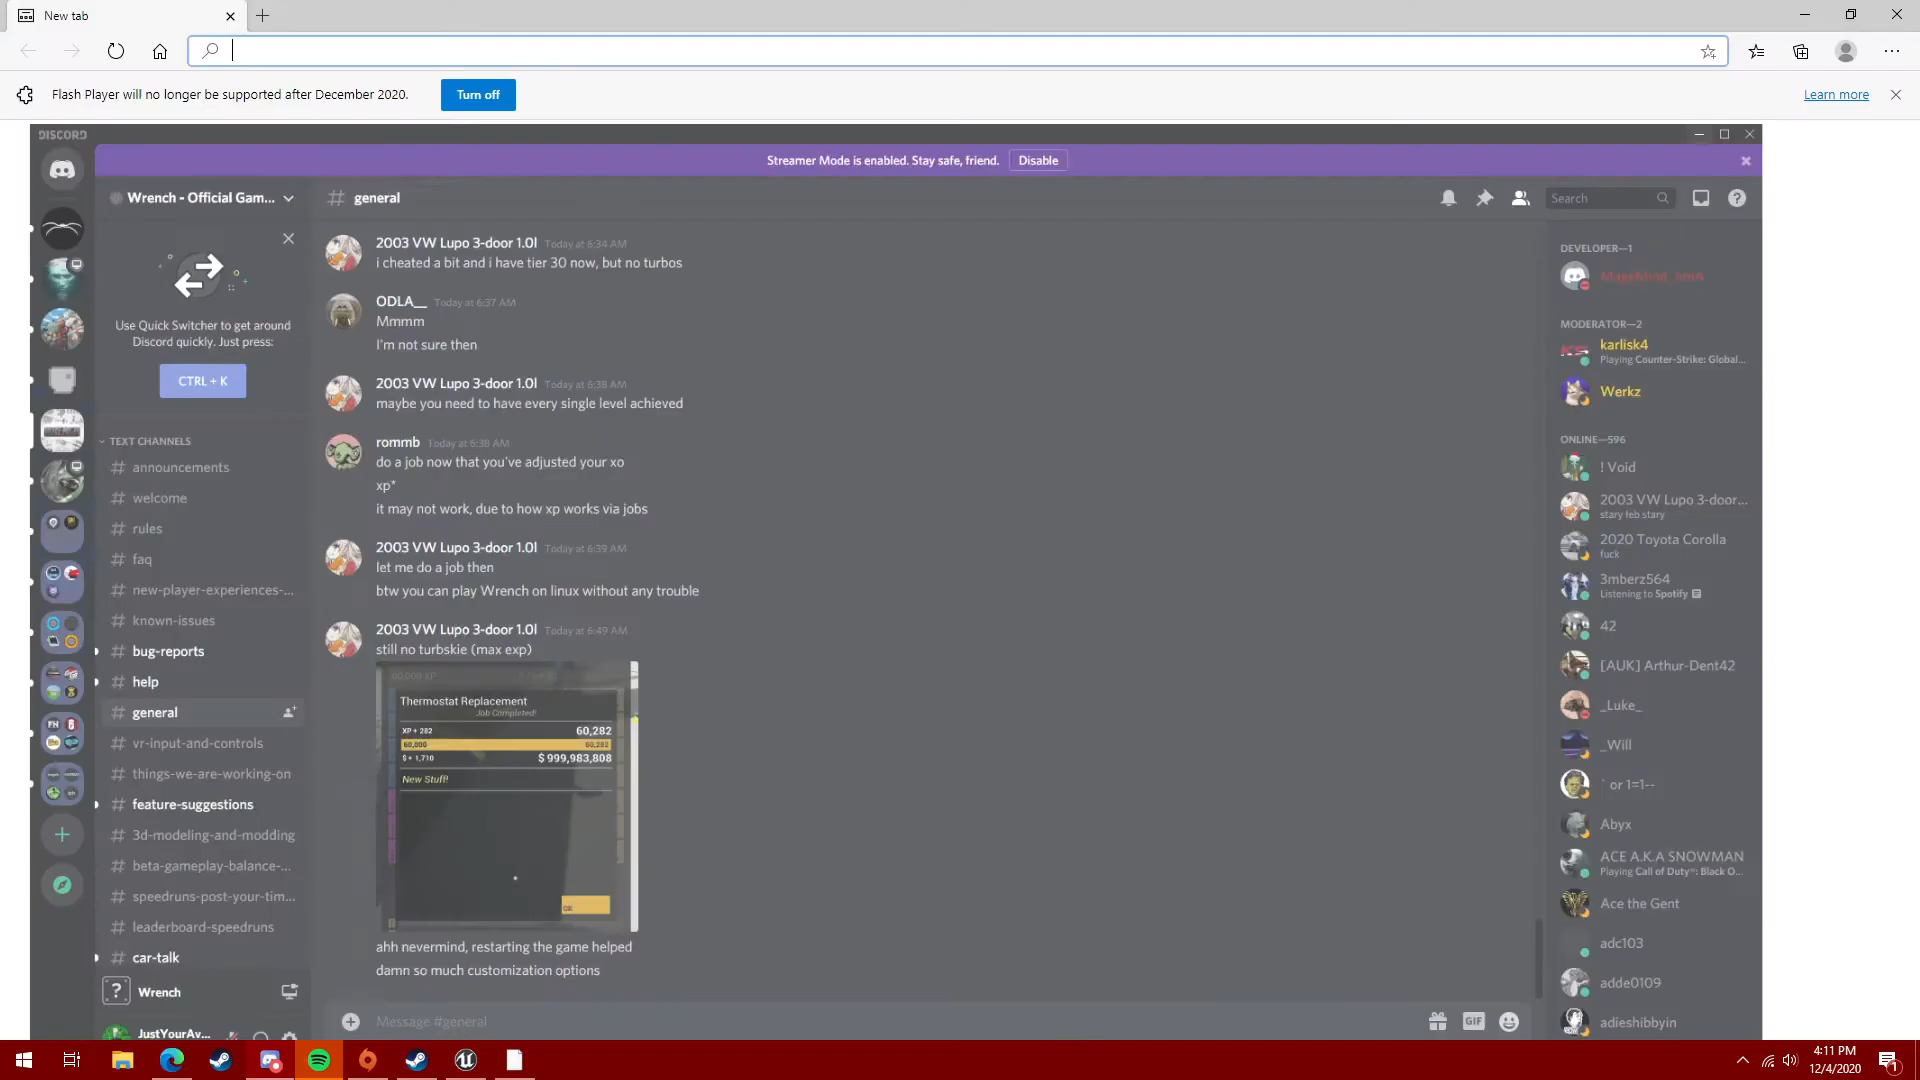 New tab
Flash Player will no longer be supported after December 2020.
Turn off
Learn more
DISCORD
Streamer Mode is enabled. Stay safe, friend.
Disable
Wrench - Official Gam...
Use Quick Switcher to get around
Discord quickly. Just press:
CTRL + K
TEXT CHANNELS
announcements
welcome
rules
faq
new-player-experiences-...
known-issues
bug-reports
help
general
vr-input-and-controls
things-we-are-working-on
feature-suggestions
3d-modeling-and-modding
beta-gameplay-balance-...
speedruns-post-your-tim...
leaderboard-speedruns
car-talk
Wrench
JustYourAv...
# general
Search
2003 VW Lupo 3-door 1.0l Today at 6:34 AM
i cheated a bit and i have tier 30 now, but no turbos
ODLA__ Today at 6:37 AM
Mmmm
I'm not sure then
2003 VW Lupo 3-door 1.0l Today at 6:38 AM
maybe you need to have every single level achieved
rommb Today at 6:38 AM
do a job now that you've adjusted your xo
xp*
it may not work, due to how xp works via jobs
2003 VW Lupo 3-door 1.0l Today at 6:39 AM
let me do a job then
btw you can play Wrench on linux without any trouble
2003 VW Lupo 3-door 1.0l Today at 6:49 AM
still no turbskie (max exp)
Thermostat Replacement
Job Completed!
XP + 282 60,282
60,000 60,282
$ + 1,710 $ 999,983,808
New Stuff!
OK
ahh nevermind, restarting the game helped
damn so much customization options
Message #general
GIF
DEVELOPER—1
MODERATOR—2
karlisk4
Playing Counter-Strike: Global...
Werkz
ONLINE—596
! Void
2003 VW Lupo 3-door...
stary łeb stary
2020 Toyota Corolla
fuck
3mberz564
Listening to Spotify
42
[AUK] Arthur-Dent42
_Luke_
_Will
` or 1=1--
Abyx
ACE A.K.A SNOWMAN
Playing Call of Duty®: Black O...
Ace the Gent
adc103
adde0109
adieshibbyin
4:11 PM
12/4/2020
1